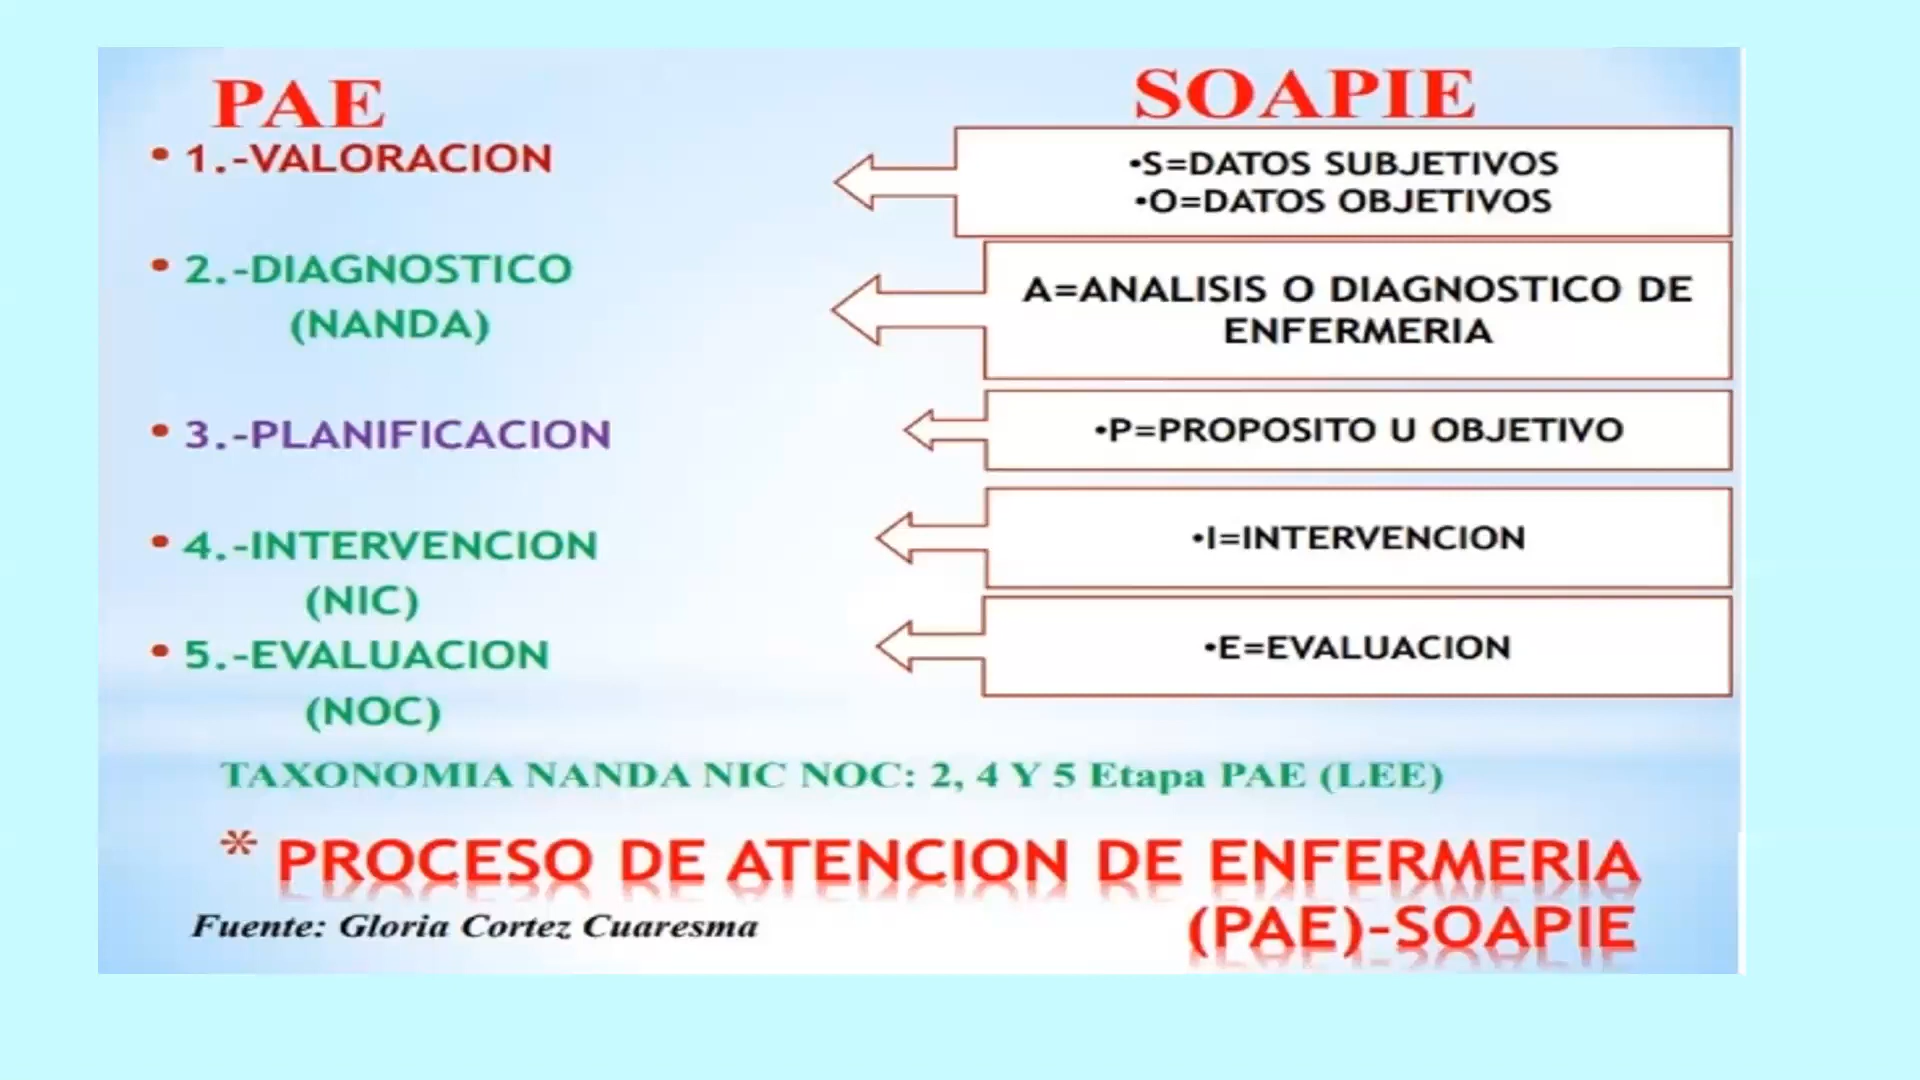 PAE
• 1.-VALORACION
• 2.-DIAGNOSTICO
(NANDA)
• 3.-PLANIFICACION
• 4.-INTERVENCION
(NIC)
• 5.-EVALUACION
(NOC)
SOAPIE
•S=DATOS SUBJETIVOS
•O=DATOS OBJETIVOS
A=ANALISIS O DIAGNOSTICO DE
ENFERMERIA
•P=PROPOSITO U OBJETIVO
•I=INTERVENCION
•E=EVALUACION
TAXONOMIA NANDA NIC NOC: 2, 4 Y 5 Etapa PAE (LEE)
* PROCESO DE ATENCION DE ENFERMERIA
(PAE)-SOAPIE
Fuente: Gloria Cortez Cuaresma